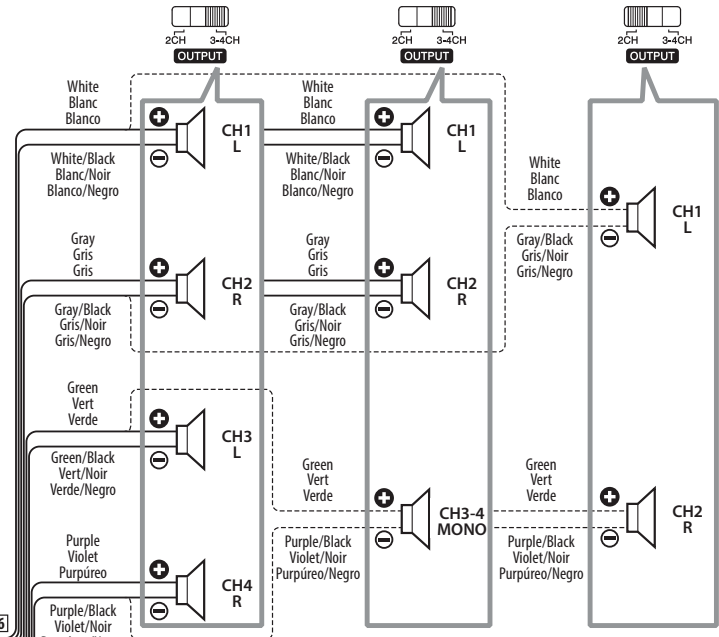 2CH 3-4CH
OUTPUT
2CH 3-4CH
OUTPUT
2CH 3-4CH
OUTPUT
White
Blanc
Blanco
White/Black
Blanc/Noir
Blanco/Negro
CH1
L
White
Blanc
Blanco
White/Black
Blanc/Noir
Blanco/Negro
CH1
L
White
Blanc
Blanco
Gray/Black
Gris/Noir
Gris/Negro
CH1
L
Gray
Gris
Gris
Gray/Black
Gris/Noir
Gris/Negro
CH2
R
Gray
Gris
Gris
Gray/Black
Gris/Noir
Gris/Negro
CH2
R
Green
Vert
Verde
Green/Black
Vert/Noir
Verde/Negro
CH3
L
Green
Vert
Verde
Purple/Black
Violet/Noir
Purpúreo/Negro
CH3-4
MONO
Green
Vert
Verde
Purple/Black
Violet/Noir
Purpúreo/Negro
CH2
R
Purple
Violet
Purpúreo
Purple/Black
Violet/Noir
CH4
R